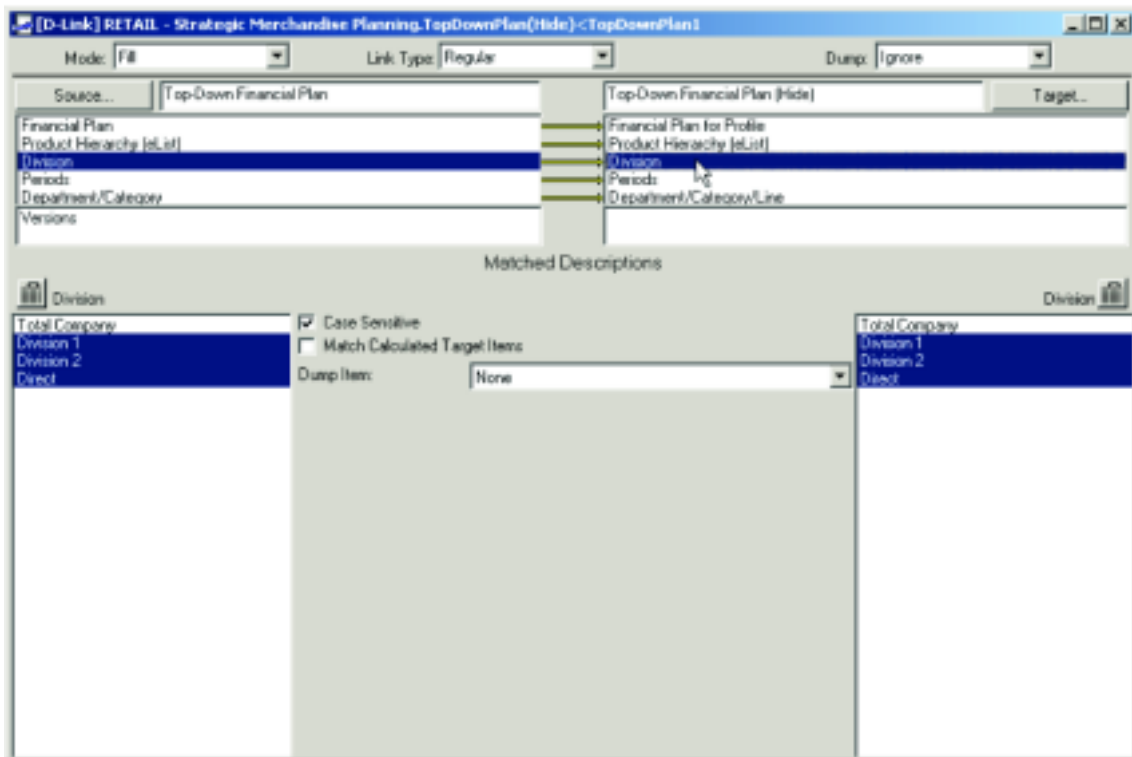 [D-Link] RETAIL - Strategic Merchandise Planning.TopDownPlan(Hide)<TopDownPlan1
Mode: Fill Link Type: Regular Dump: Ignore
Source... Top-Down Financial Plan Top-Down Financial Plan (Hide) Target...
Financial Plan Financial Plan for Profile
Product Hierarchy (eList) Product Hierarchy (eList)
Division Division
Periods Periods
Department/Category Department/Category/Line
Versions
Matched Descriptions
Division Division
Total Company Case Sensitive Total Company
Division 1 Match Calculated Target Items Division 1
Division 2 Division 2
Direct Dump Item: None Direct